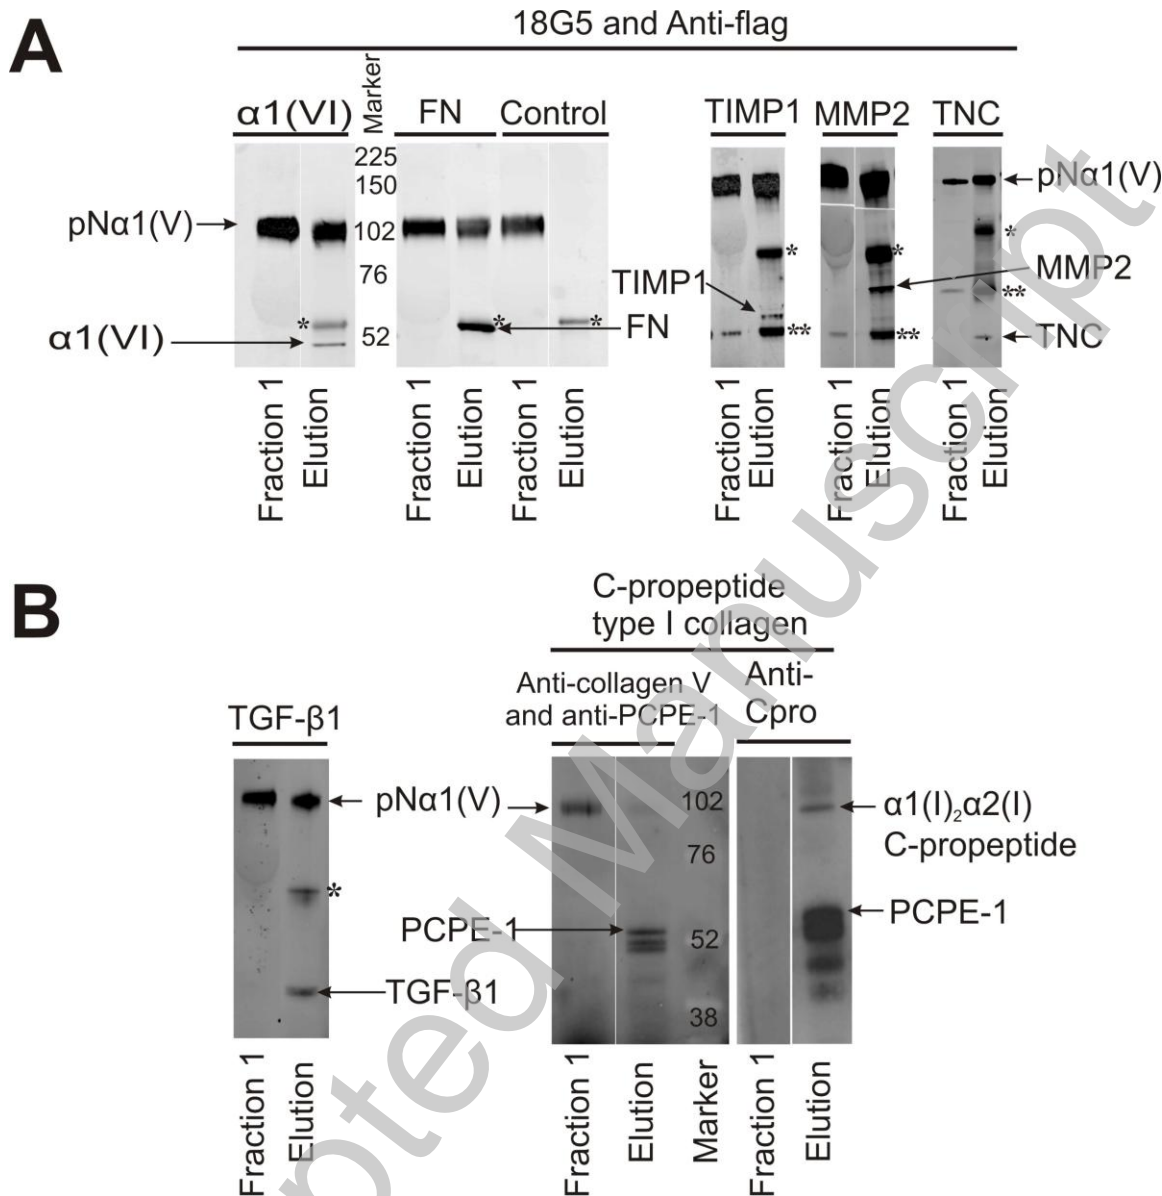 A
18G5 and Anti-flag
α1(VI)
Marker
FN
Control
TIMP1
MMP2
TNC
225
150
102
76
52
pNα1(V)
α1(VI)
*
*
*
TIMP1
FN
*
**
*
**
*
**
pNα1(V)
MMP2
TNC
Fraction 1
Elution
Fraction 1
Elution
Fraction 1
Elution
Fraction 1
Elution
Fraction 1
Elution
Fraction 1
Elution
B
C-propeptide
type I collagen
TGF-β1
Anti-collagen V
and anti-PCPE-1
Anti-
Cpro
pNα1(V)
*
TGF-β1
PCPE-1
102
76
52
38
α1(I)₂α2(I)
C-propeptide
PCPE-1
Fraction 1
Elution
Fraction 1
Elution
Marker
Fraction 1
Elution
pted Manuscript